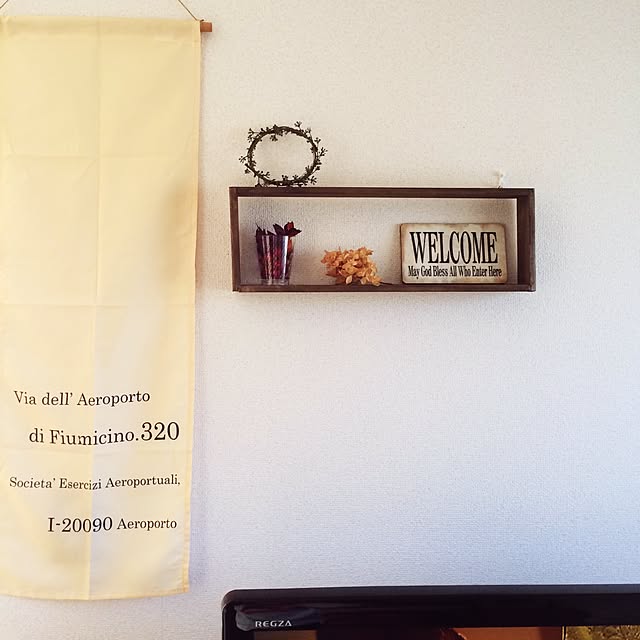 Via dell' Aeroporto
di Fiumicino.320
Societa' Esercizi Aeroportuali,
I-20090 Aeroporto
WELCOME
May God Bless All Who Enter Here
REGZA